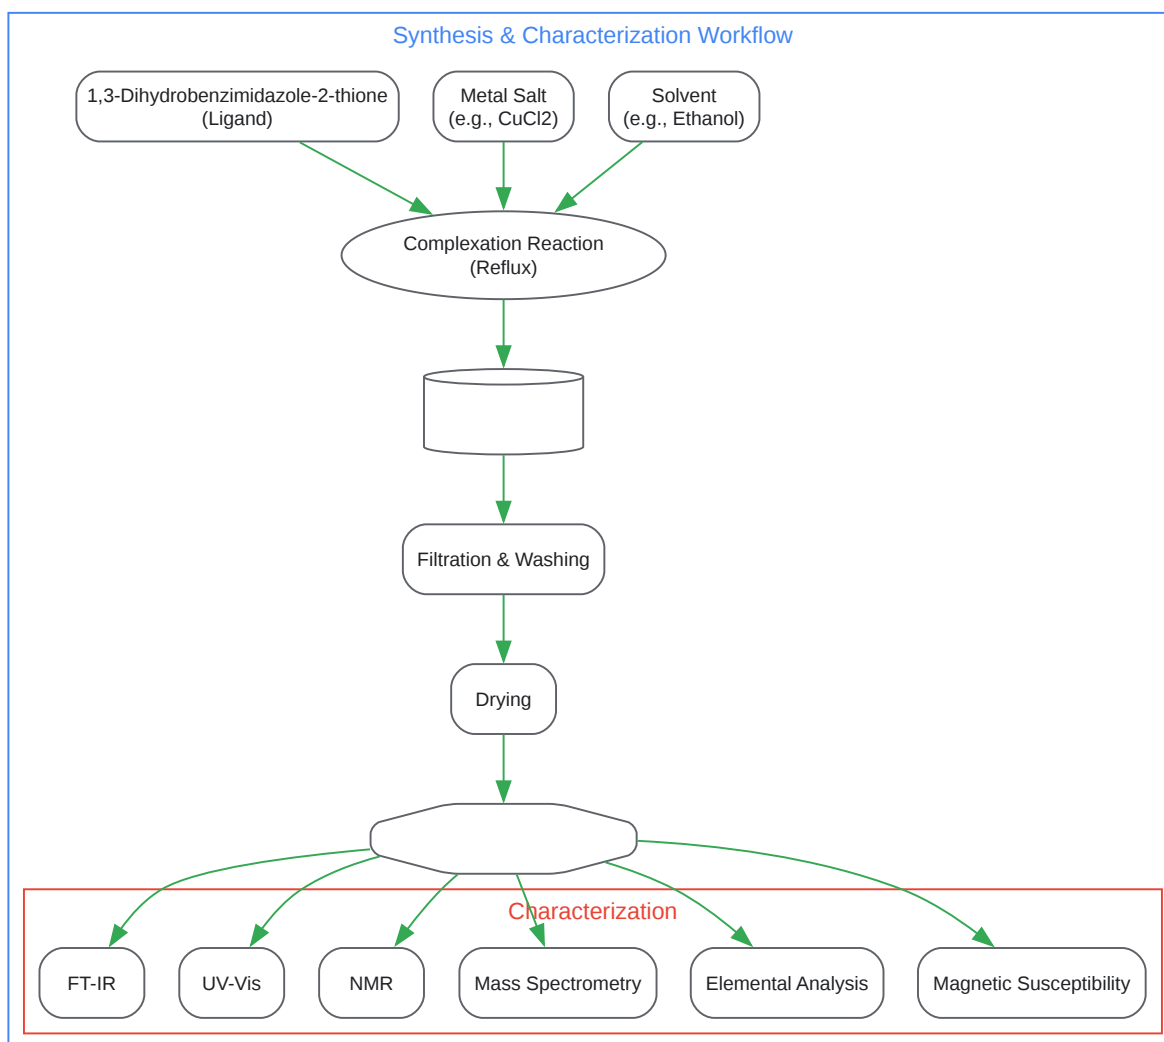 Synthesis & Characterization Workflow
1,3-Dihydrobenzimidazole-2-thione
(Ligand)
Metal Salt
(e.g., CuCl2)
Solvent
(e.g., Ethanol)
Complexation Reaction
(Reflux)
Filtration & Washing
Drying
Characterization
FT-IR
UV-Vis
NMR
Mass Spectrometry
Elemental Analysis
Magnetic Susceptibility